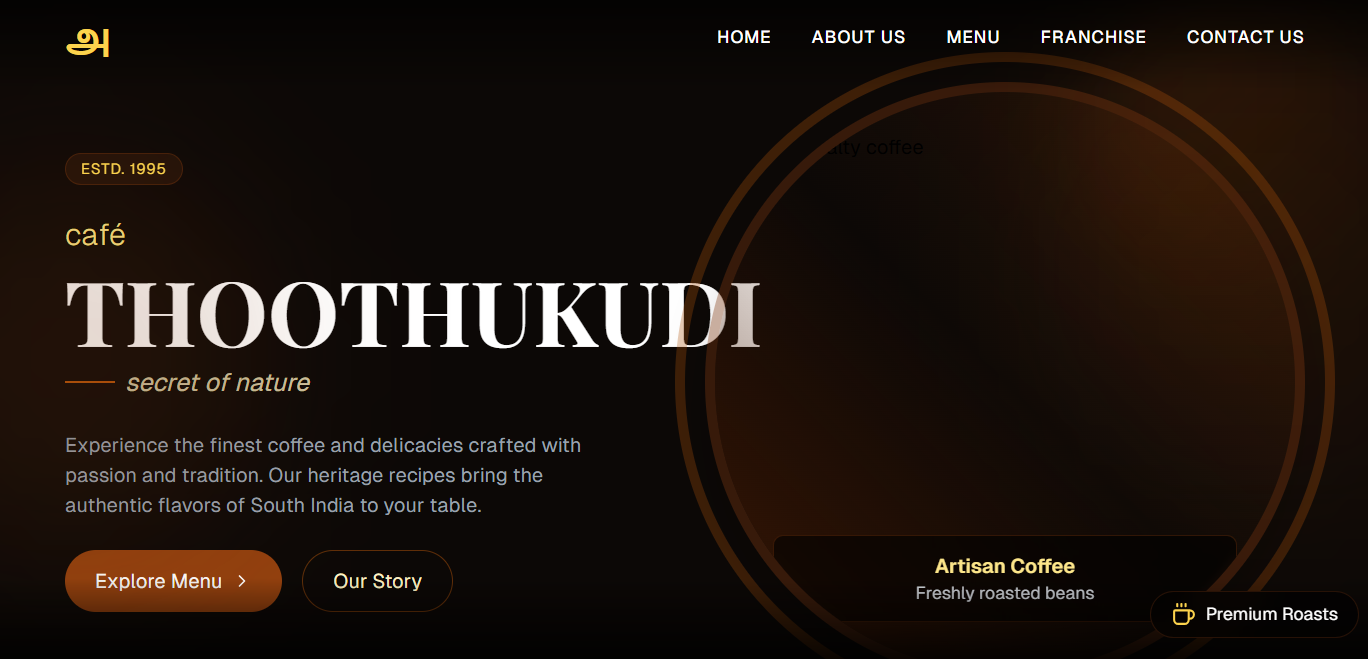 அ
HOME ABOUT US MENU FRANCHISE CONTACT US
ESTD. 1995
café
THOOTHUKUDI
secret of nature
Experience the finest coffee and delicacies crafted with
passion and tradition. Our heritage recipes bring the
authentic flavors of South India to your table.
Explore Menu
Our Story
coffee
Artisan Coffee
Freshly roasted beans
Premium Roasts